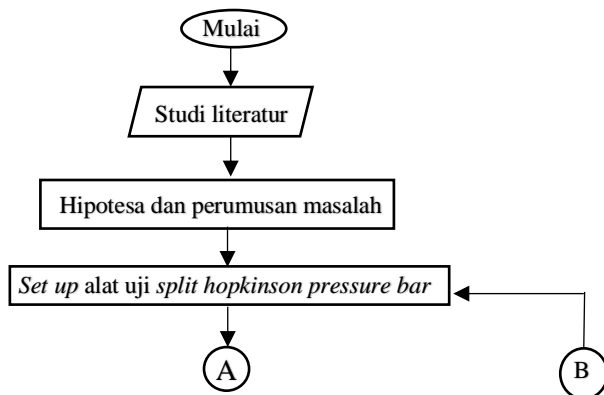 Mulai
Studi literatur
Hipotesa dan perumusan masalah
Set up alat uji split hopkinson pressure bar
A
B